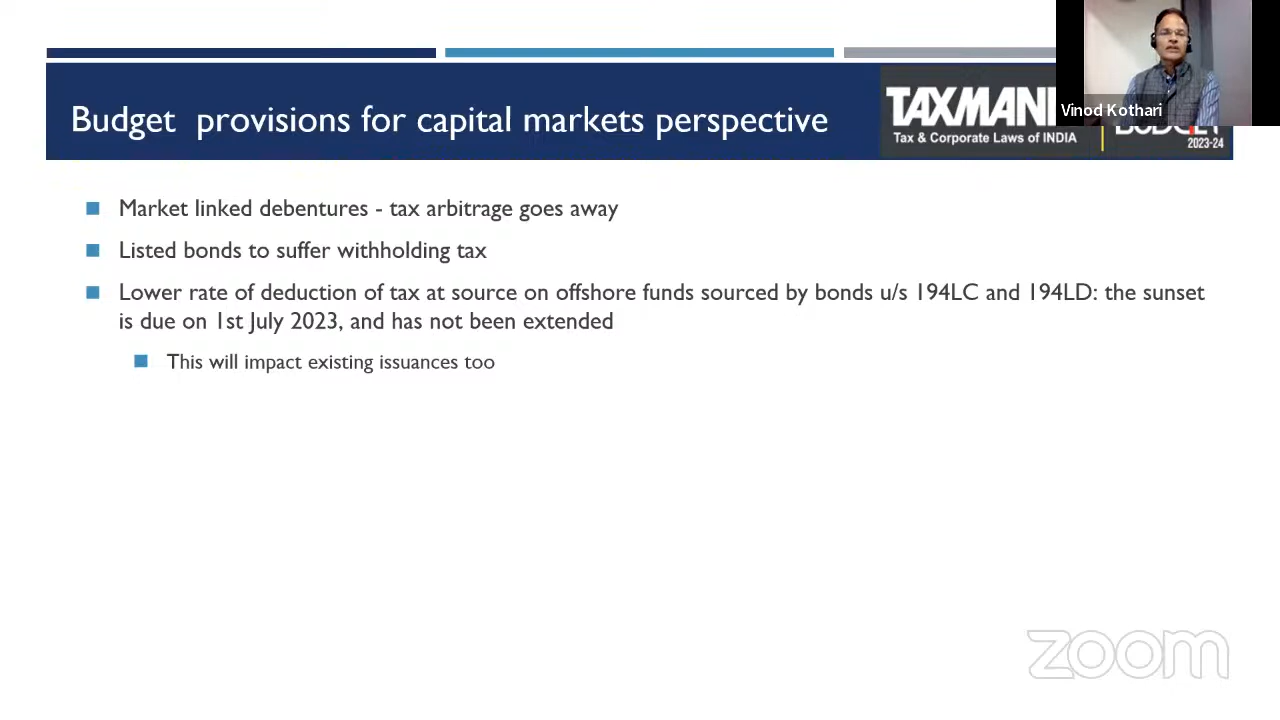 Budget provisions for capital markets perspective
TAXMAN
Tax & Corporate Laws of INDIA
BUDGET
2023-24
Vinod Kothari
Market linked debentures - tax arbitrage goes away
Listed bonds to suffer withholding tax
Lower rate of deduction of tax at source on offshore funds sourced by bonds u/s 194LC and 194LD: the sunset
is due on 1st July 2023, and has not been extended
This will impact existing issuances too
zoom